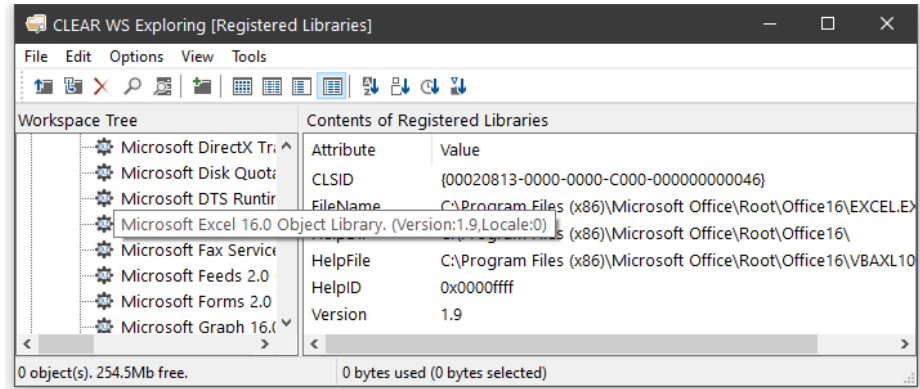 CLEAR WS Exploring [Registered Libraries]
File Edit Options View Tools
Workspace Tree
Contents of Registered Libraries
Microsoft DirectX Tra
Microsoft Disk Quota
Microsoft DTS Runtir
Microsoft Excel 16.0 Object Library. (Version:1.9,Locale:0)
Microsoft Fax Service
Microsoft Feeds 2.0
Microsoft Forms 2.0
Microsoft Graph 16.0
Attribute Value
CLSID {00020813-0000-0000-C000-000000000046}
FileName C:\Program Files (x86)\Microsoft Office\Root\Office16\EXCEL.EX
C:\Program Files (x86)\Microsoft Office\Root\Office16\
HelpFile C:\Program Files (x86)\Microsoft Office\Root\Office16\VBAXL10
HelpID 0x0000ffff
Version 1.9
0 object(s). 254.5Mb free.
0 bytes used (0 bytes selected)